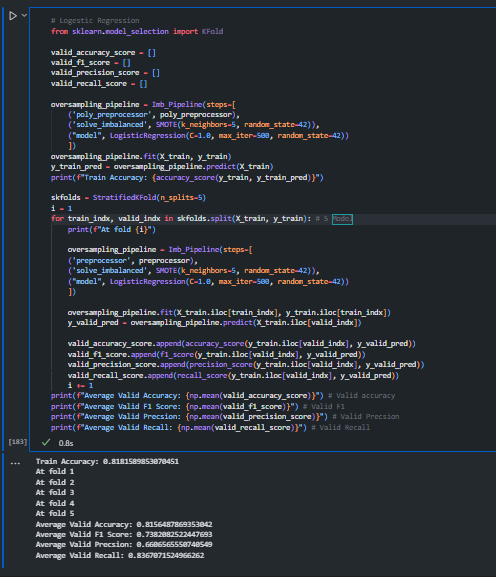 # Logestic Regression
from sklearn.model_selection import KFold
valid_accuracy_score = []
valid_f1_score = []
valid_precision_score = []
valid_recall_score = []
oversampling_pipeline = Imb_Pipeline(steps=[
('poly_preprocessor', poly_preprocessor),
('solve_imbalanced', SMOTE(k_neighbors=5, random_state=42)),
("model", LogisticRegression(C=1.0, max_iter=500, random_state=42))
])
oversampling_pipeline.fit(X_train, y_train)
y_train_pred = oversampling_pipeline.predict(X_train)
print(f"Train Accuracy: {accuracy_score(y_train, y_train_pred)}")
skfolds = StratifiedKFold(n_splits=5)
i = 1
for train_indx, valid_indx in skfolds.split(X_train, y_train): # 5 Model
print(f"At fold {i}")
oversampling_pipeline = Imb_Pipeline(steps=[
('preprocessor', preprocessor),
('solve_imbalanced', SMOTE(k_neighbors=5, random_state=42)),
("model", LogisticRegression(C=1.0, max_iter=500, random_state=42))
])
oversampling_pipeline.fit(X_train.iloc[train_indx], y_train.iloc[train_indx])
y_valid_pred = oversampling_pipeline.predict(X_train.iloc[valid_indx])
valid_accuracy_score.append(accuracy_score(y_train.iloc[valid_indx], y_valid_pred))
valid_f1_score.append(f1_score(y_train.iloc[valid_indx], y_valid_pred))
valid_precision_score.append(precision_score(y_train.iloc[valid_indx], y_valid_pred))
valid_recall_score.append(recall_score(y_train.iloc[valid_indx], y_valid_pred))
i += 1
print(f"Average Valid Accuracy: {np.mean(valid_accuracy_score)}") # Valid accuracy
print(f"Average Valid F1 Score: {np.mean(valid_f1_score)}") # Valid F1
print(f"Average Valid Precsion: {np.mean(valid_precision_score)}") # Valid Precsion
print(f"Average Valid Recall: {np.mean(valid_recall_score)}") # Valid Recall
[183] ✓ 0.8s
... Train Accuracy: 0.8181589853070451
At fold 1
At fold 2
At fold 3
At fold 4
At fold 5
Average Valid Accuracy: 0.8156487869353042
Average Valid F1 Score: 0.7382082522447693
Average Valid Precsion: 0.6606565550740549
Average Valid Recall: 0.8367071524966262